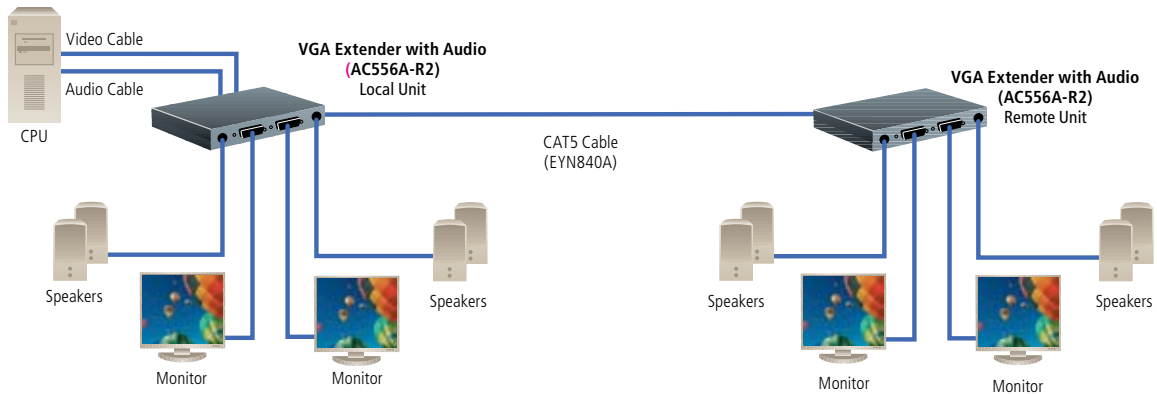 Video Cable
Audio Cable
CPU
VGA Extender with Audio
(AC556A-R2)
Local Unit
CAT5 Cable
(EYN840A)
VGA Extender with Audio
(AC556A-R2)
Remote Unit
Speakers
Monitor
Monitor
Speakers
Speakers
Monitor
Monitor
Speakers